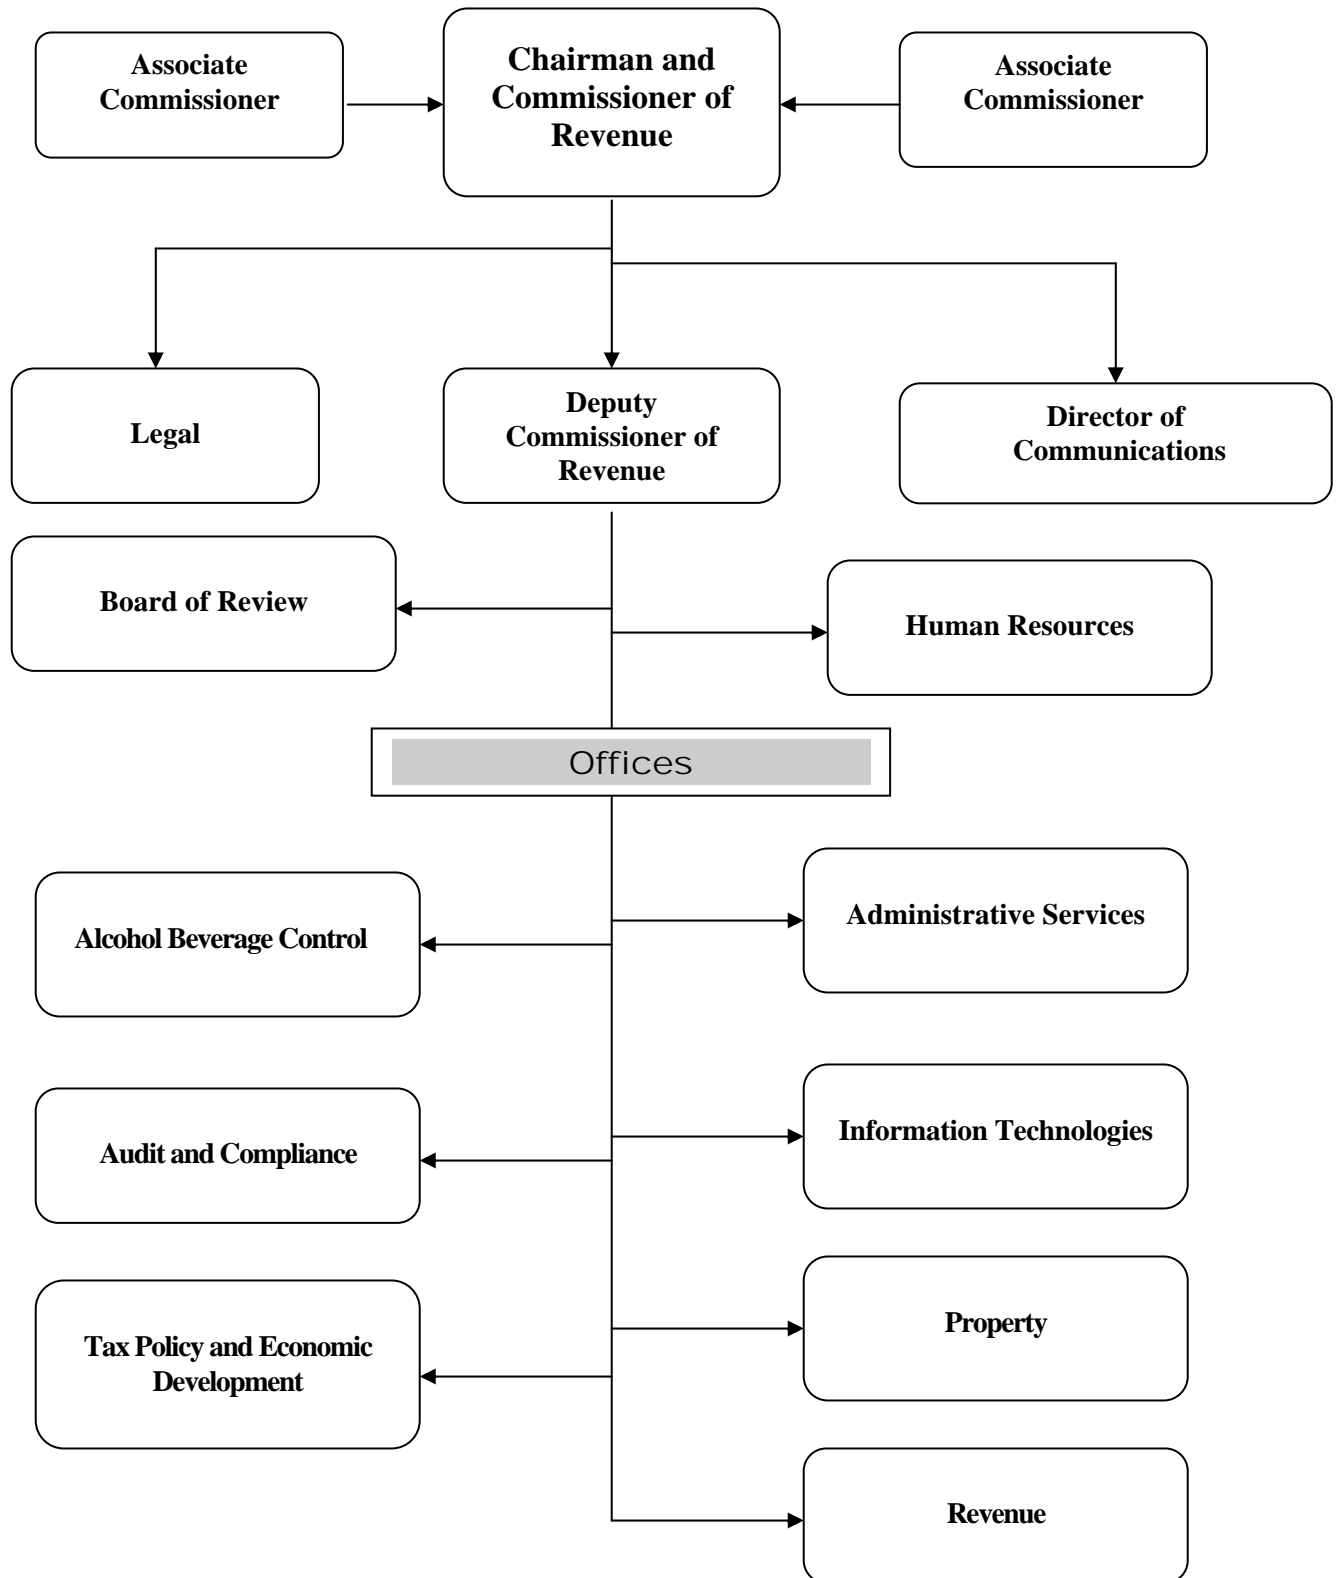 Associate
Commissioner
Chairman and
Commissioner of
Revenue
Associate
Commissioner
Legal
Deputy
Commissioner of
Revenue
Director of
Communications
Board of Review
Human Resources
Offices
Alcohol Beverage Control
Administrative Services
Audit and Compliance
Information Technologies
Tax Policy and Economic
Development
Property
Revenue